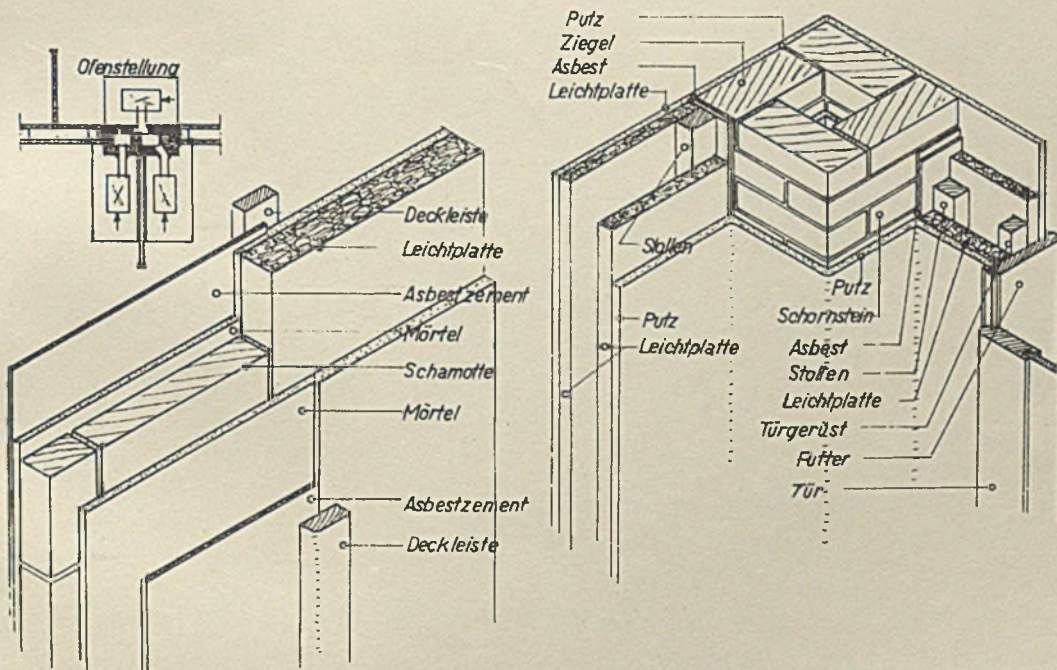 Ofenstellung
Deckleiste
Leichtplatte
Asbestzement
Mörtel
Schamotte
Mörtel
Asbestzement
Deckleiste
Putz
Ziegel
Asbest
Leichtplatte
Stollen
Putz
Leichtplatte
Putz
Schornstein
Asbest
Stollen
Leichtplatte
Türgerüst
Futter
Tür